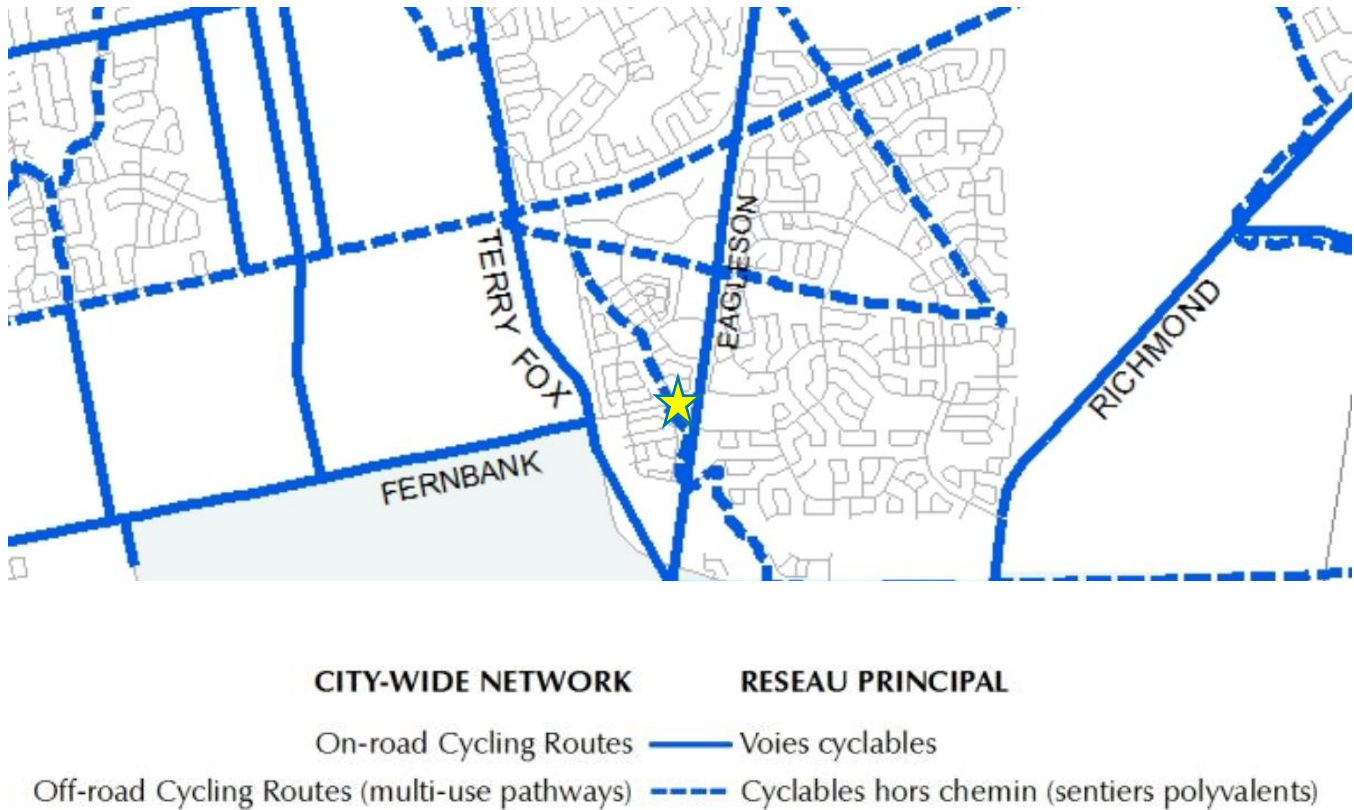 EAGLESON
TERRY FOX
RICHMOND
FERNBANK
CITY-WIDE NETWORK RESEAU PRINCIPAL
On-road Cycling Routes Voies cyclables
Off-road Cycling Routes (multi-use pathways) Cyclables hors chemin (sentiers polyvalents)